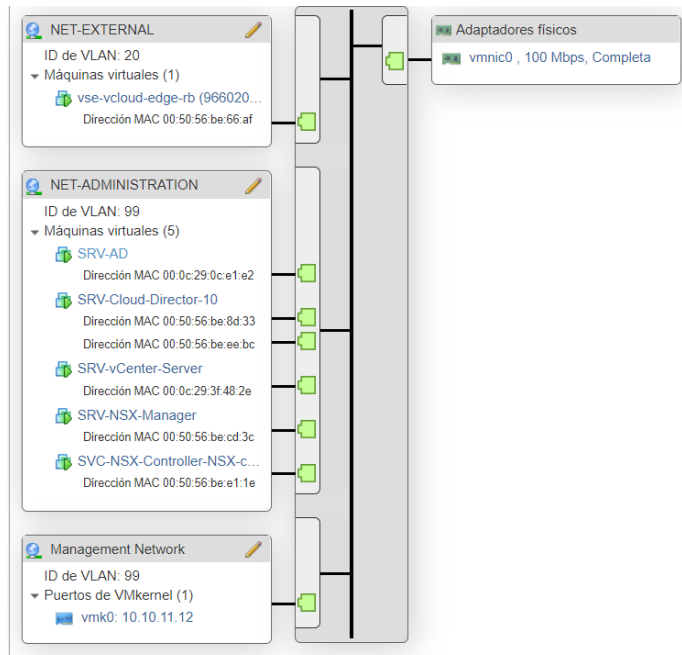 NET-EXTERNAL
ID de VLAN: 20
Máquinas virtuales (1)
vse-vcloud-edge-rb (966020...
Dirección MAC 00:50:56:be:66:af
NET-ADMINISTRATION
ID de VLAN: 99
Máquinas virtuales (5)
SRV-AD
Dirección MAC 00:0c:29:0c:e1:e2
SRV-Cloud-Director-10
Dirección MAC 00:50:56:be:8d:33
Dirección MAC 00:50:56:be:ee:bc
SRV-vCenter-Server
Dirección MAC 00:0c:29:3f:48:2e
SRV-NSX-Manager
Dirección MAC 00:50:56:be:cd:3c
SVC-NSX-Controller-NSX-c...
Dirección MAC 00:50:56:be:e1:1e
Management Network
ID de VLAN: 99
Puertos de VMkernel (1)
vmk0: 10.10.11.12
Adaptadores físicos
vmnic0 , 100 Mbps, Completa